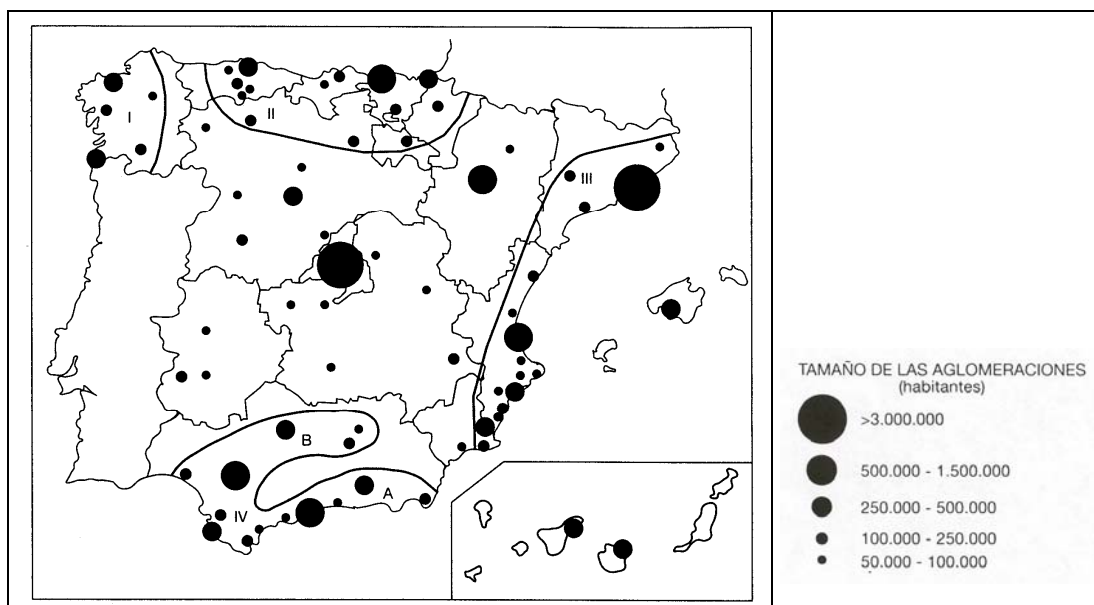 I
II
III
B
A
IV
TAMAÑO DE LAS AGLOMERACIONES
(habitantes)
>3.000.000
500.000 - 1.500.000
250.000 - 500.000
100.000 - 250.000
50.000 - 100.000